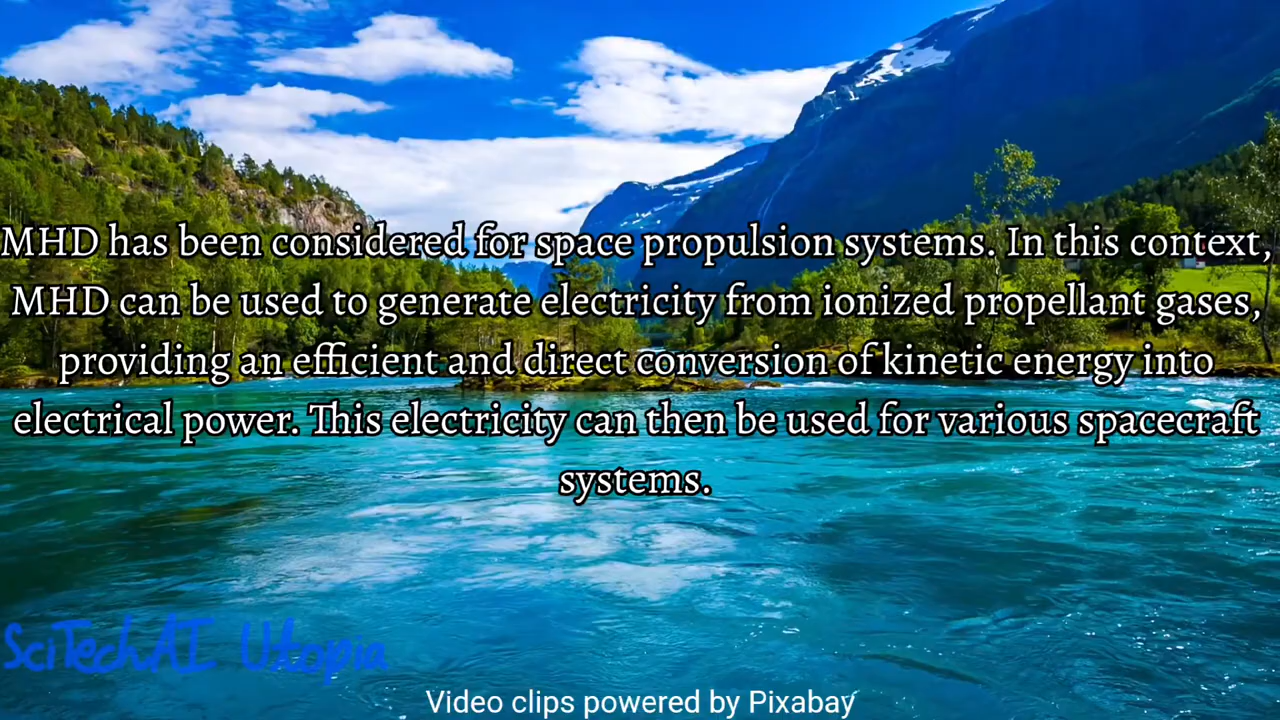 MHD has been considered for space propulsion systems. In this context,
MHD can be used to generate electricity from ionized propellant gases,
providing an efficient and direct conversion of kinetic energy into
electrical power. This electricity can then be used for various spacecraft
systems.
SciTechAI Utopia
Video clips powered by Pixabay